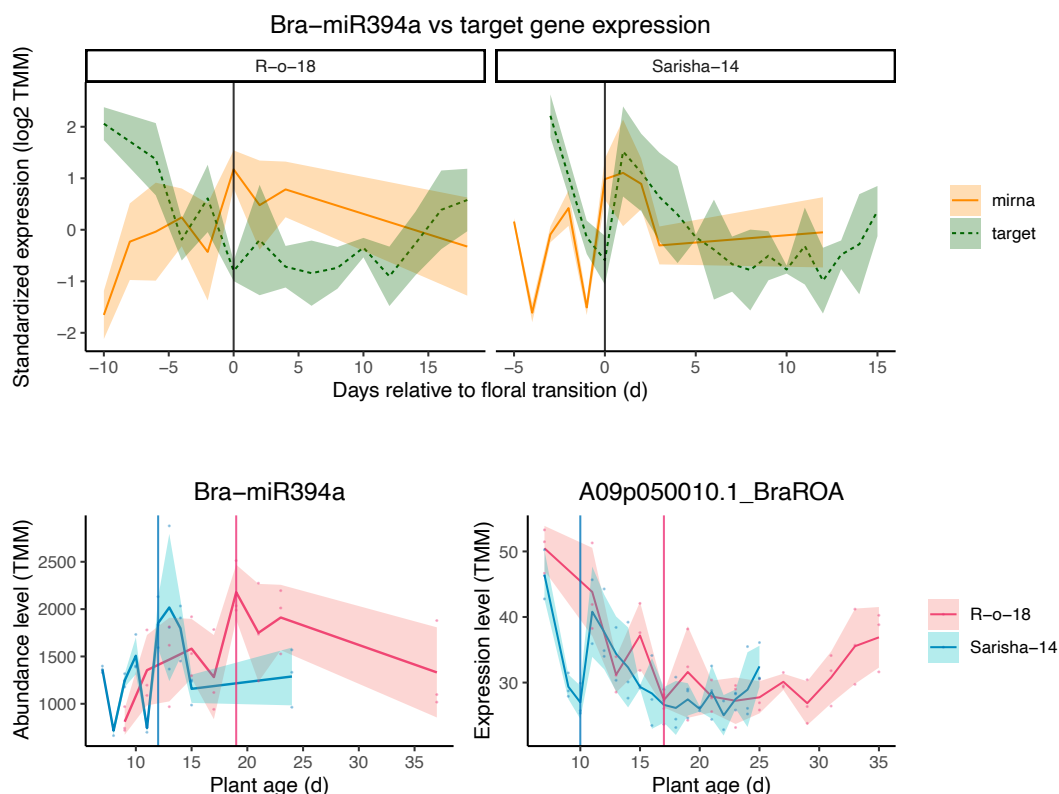 Bra−miR394a vs target gene expression
R−o−18
Sarisha−14
Standardized expression (log2 TMM)
2
1
0
−1
−2
−10
−5
0
5
10
15
−5
0
5
10
15
Days relative to floral transition (d)
mirna
target
Bra−miR394a
Abundance level (TMM)
2500
2000
1500
1000
10
15
20
25
30
35
Plant age (d)
A09p050010.1_BraROA
Expression level (TMM)
50
40
30
10
15
20
25
30
35
Plant age (d)
R−o−18
Sarisha−14